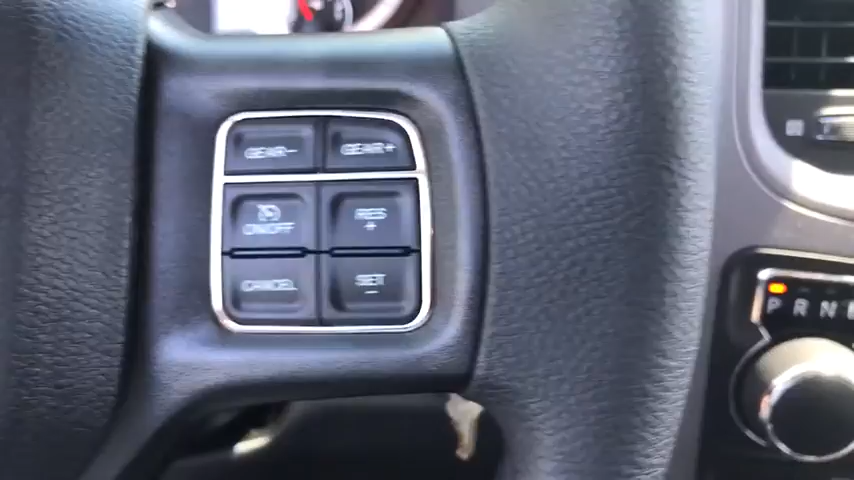 GEAR− GEAR+
ON/OFF RES +
CANCEL SET −
P R N